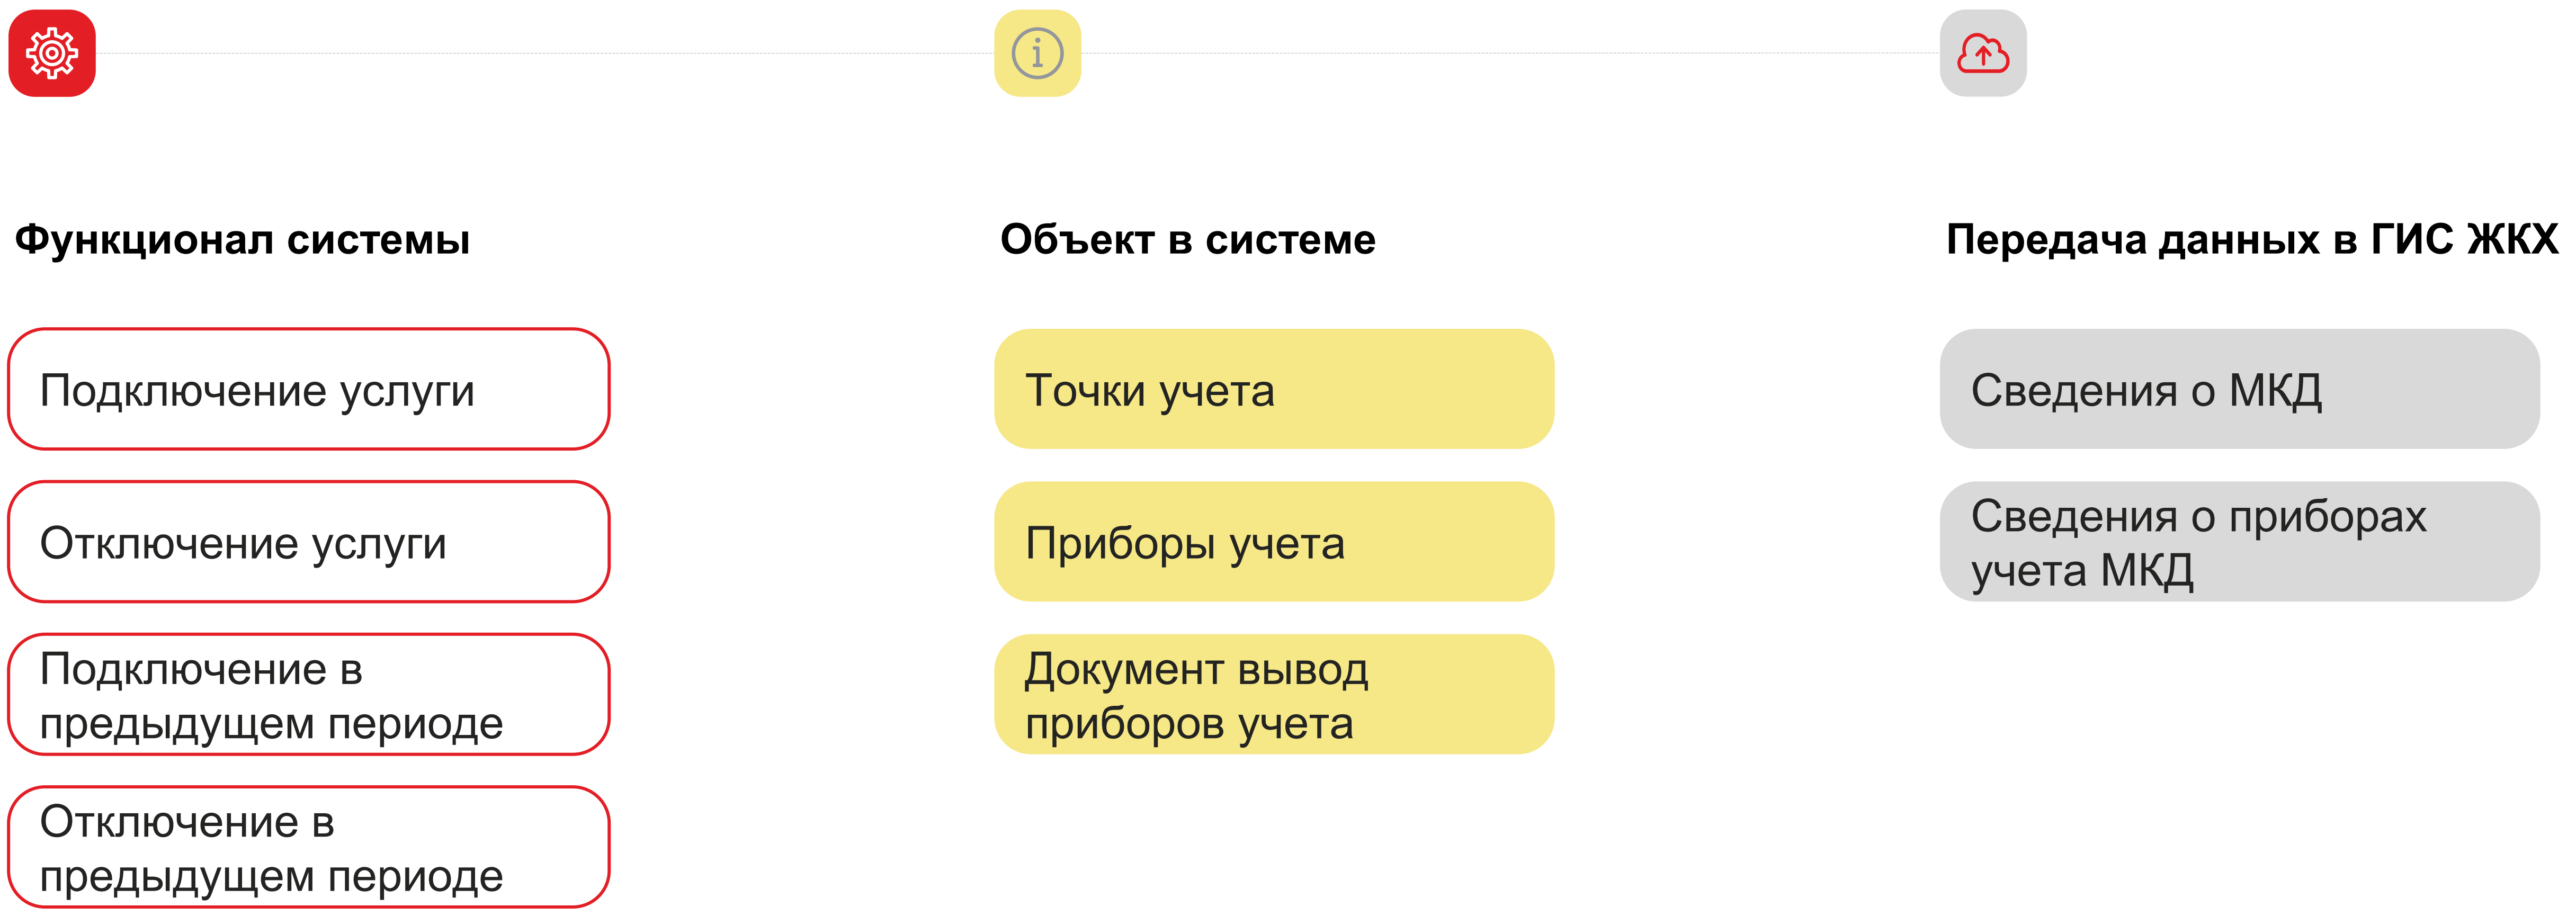 Функционал системы
Подключение услуги
Отключение услуги
Подключение в
предыдущем периоде
Отключение в
предыдущем периоде
Объект в системе
Точки учета
Приборы учета
Документ вывод
приборов учета
Передача данных в ГИС ЖКХ
Сведения о МКД
Сведения о приборах
учета МКД